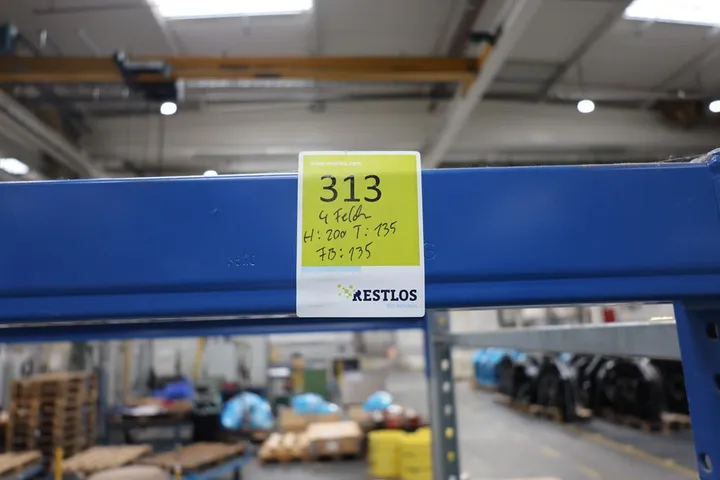 313
4 Felder
H: 200 T: 135
FB: 135
RESTLOS